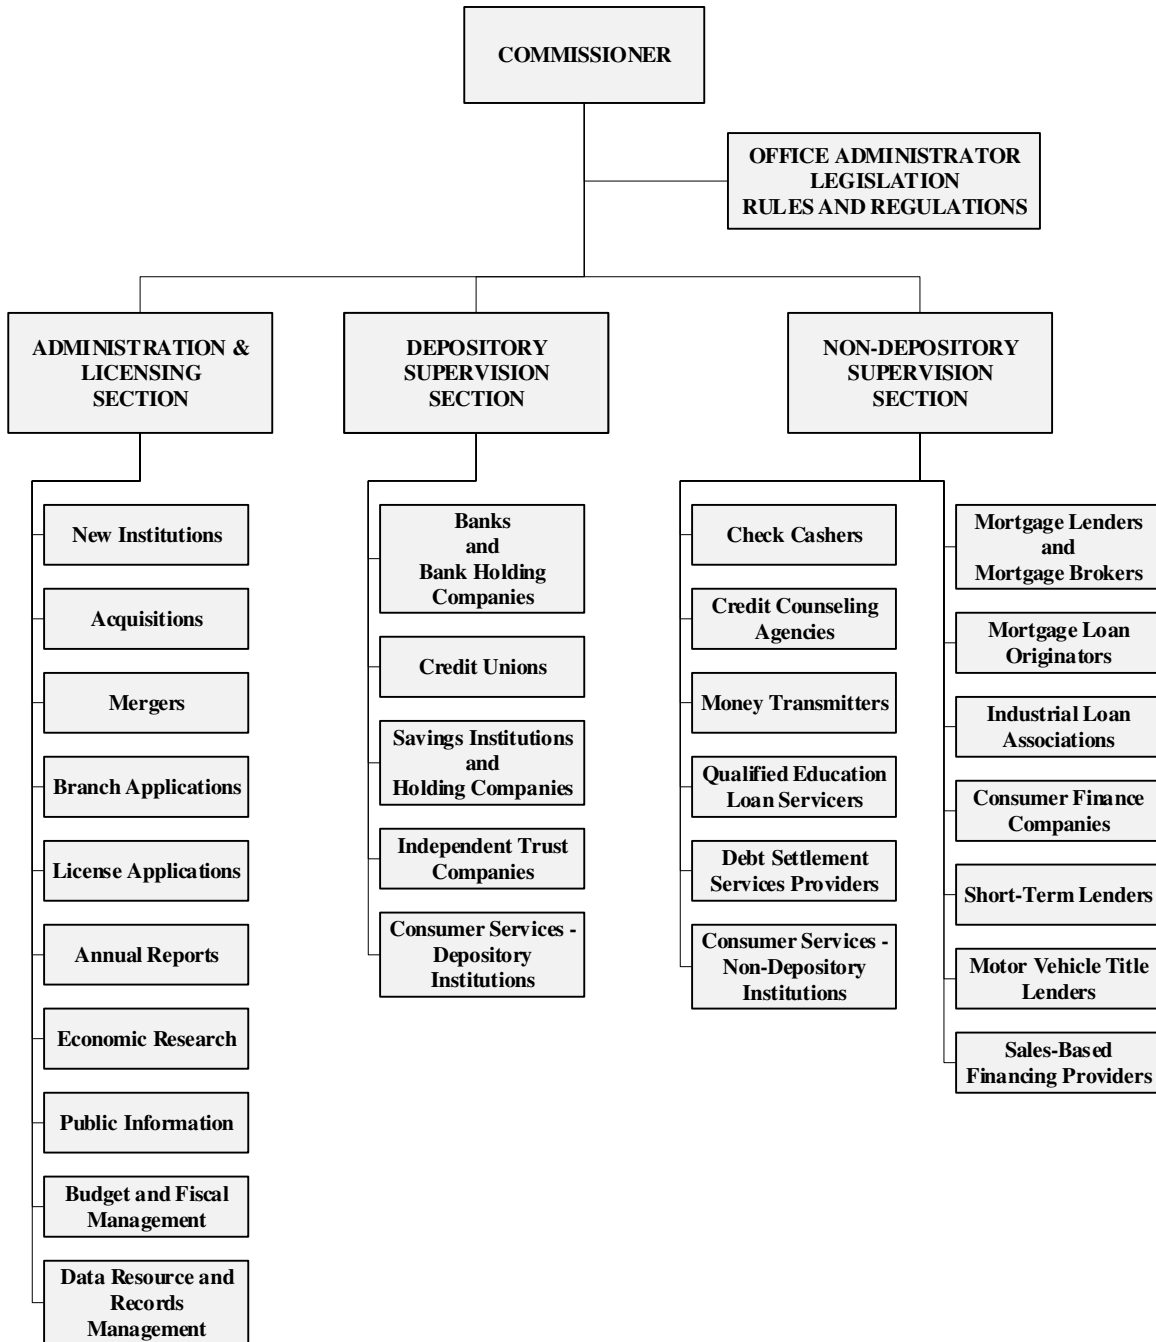 COMMISSIONER
OFFICE ADMINISTRATOR
LEGISLATION
RULES AND REGULATIONS
ADMINISTRATION &
LICENSING
SECTION
DEPOSITORY
SUPERVISION
SECTION
NON-DEPOSITORY
SUPERVISION
SECTION
New Institutions
Acquisitions
Mergers
Branch Applications
License Applications
Annual Reports
Economic Research
Public Information
Budget and Fiscal
Management
Data Resource and
Records
Management
Banks
and
Bank Holding
Companies
Credit Unions
Savings Institutions
and
Holding Companies
Independent Trust
Companies
Consumer Services -
Depository
Institutions
Check Cashers
Credit Counseling
Agencies
Money Transmitters
Qualified Education
Loan Servicers
Debt Settlement
Services Providers
Consumer Services -
Non-Depository
Institutions
Mortgage Lenders
and
Mortgage Brokers
Mortgage Loan
Originators
Industrial Loan
Associations
Consumer Finance
Companies
Short-Term Lenders
Motor Vehicle Title
Lenders
Sales-Based
Financing Providers